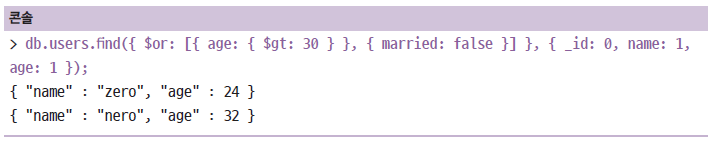 콘솔
> db.users.find({ $or: [{ age: { $gt: 30 } }, { married: false }] }, { _id: 0, name: 1,
age: 1 });
{ "name" : "zero", "age" : 24 }
{ "name" : "nero", "age" : 32 }